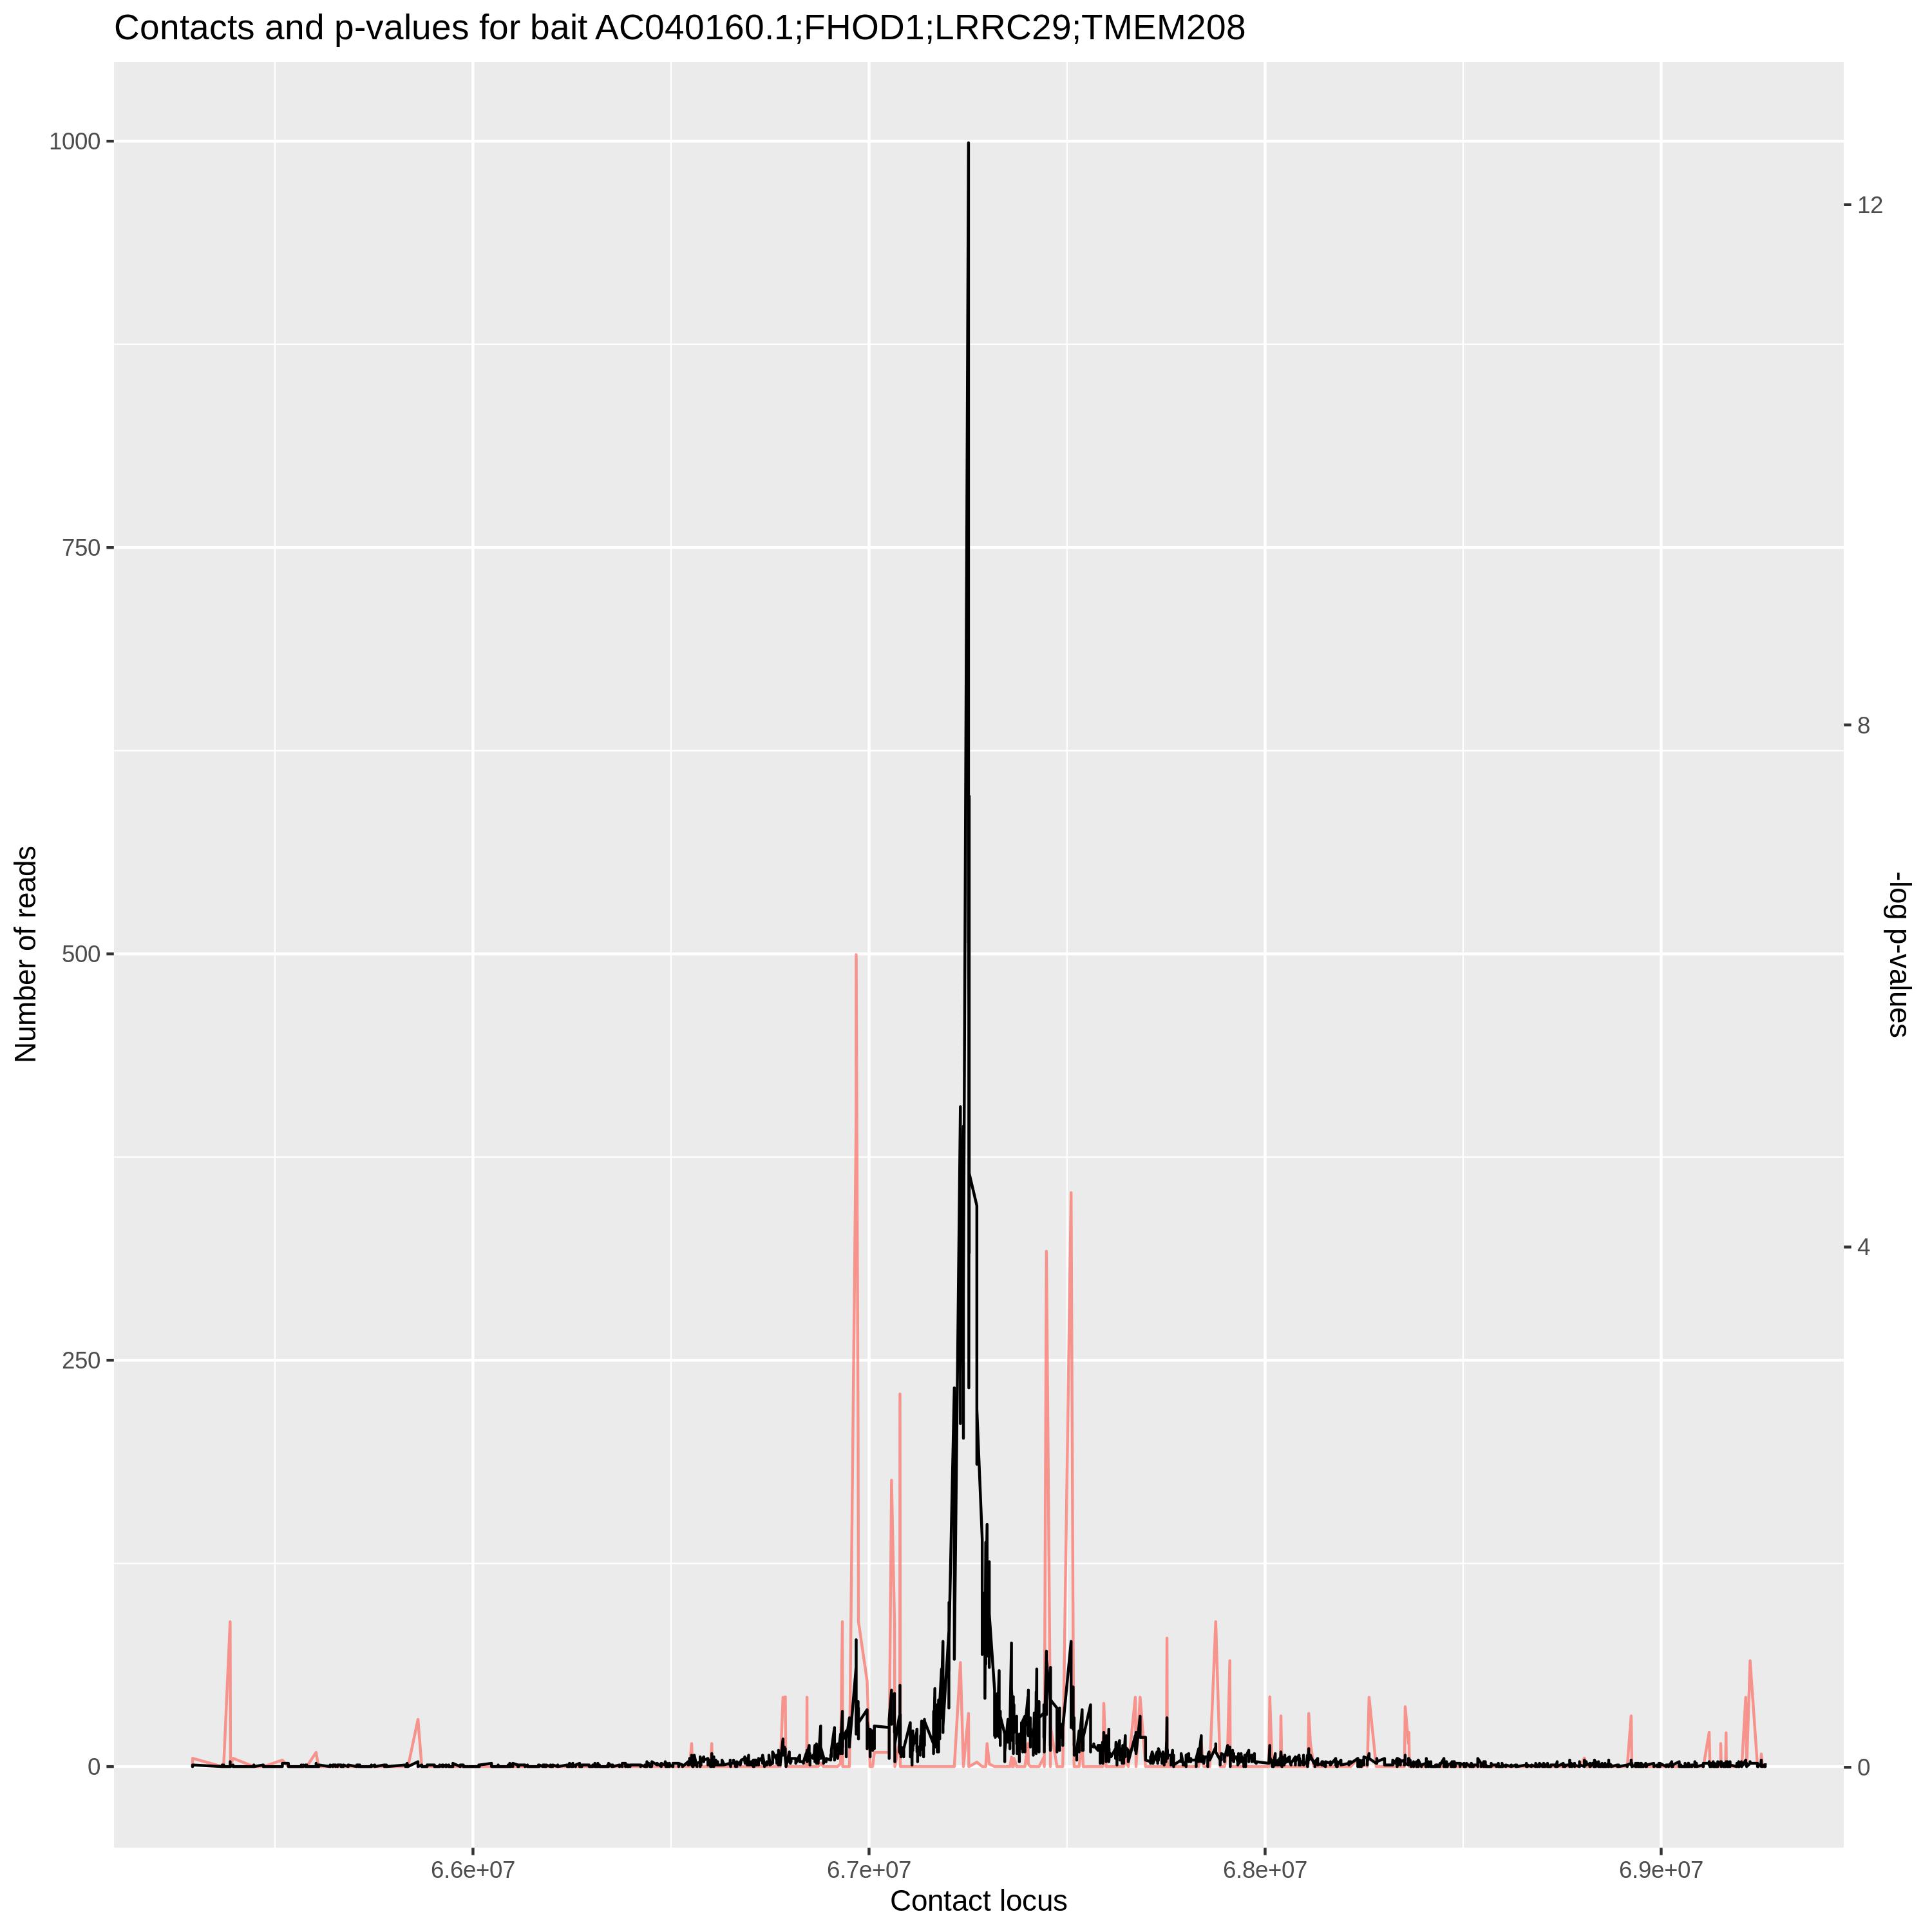 Contacts and p-values for bait AC040160.1;FHOD1;LRRC29;TMEM208
1000
750
500
250
0
Number of reads
12
8
4
0
-log p-values
6.6e+07
6.7e+07
6.8e+07
6.9e+07
Contact locus